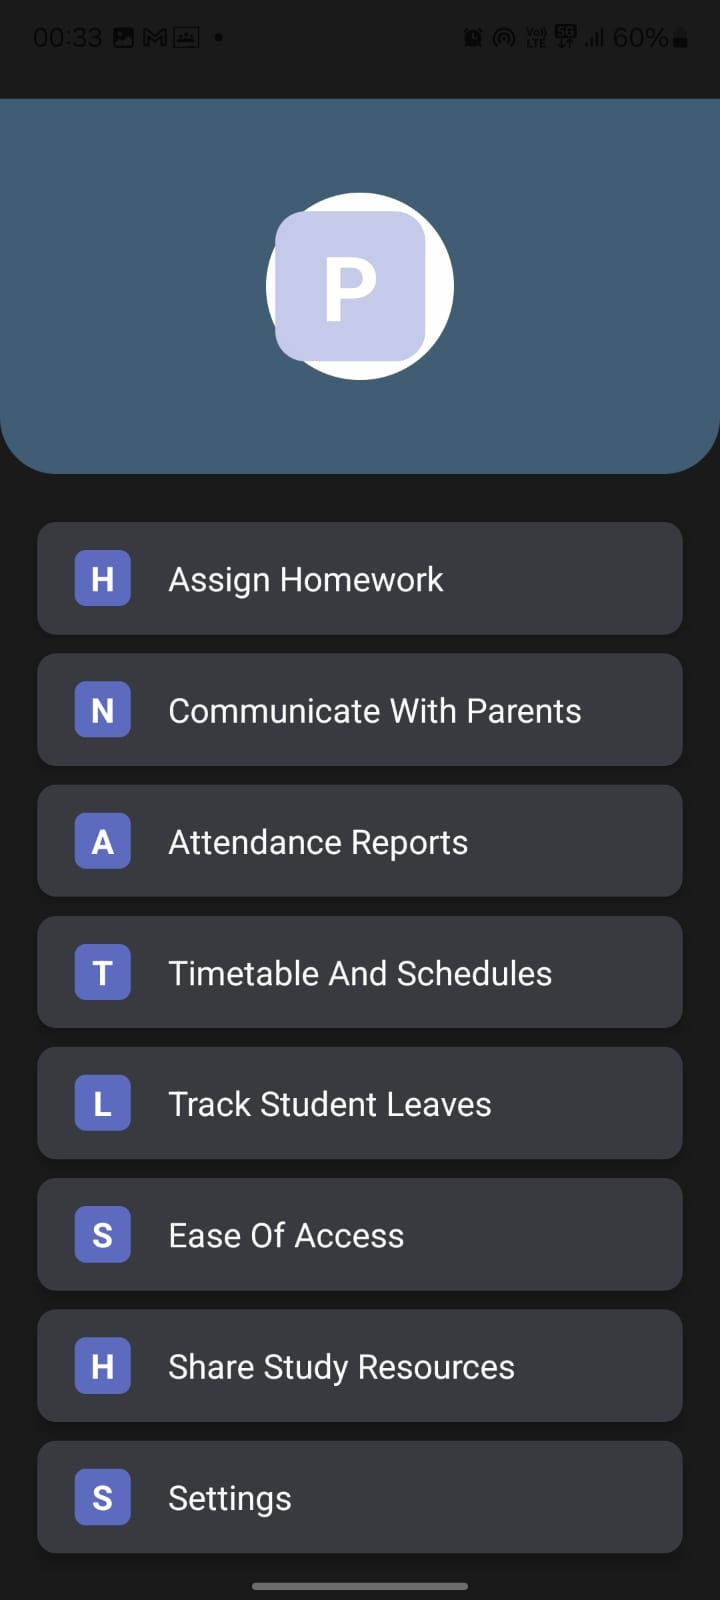 00:33 Vo)) LTE 5G 60%
P
H Assign Homework
N Communicate With Parents
A Attendance Reports
T Timetable And Schedules
L Track Student Leaves
S Ease Of Access
H Share Study Resources
S Settings